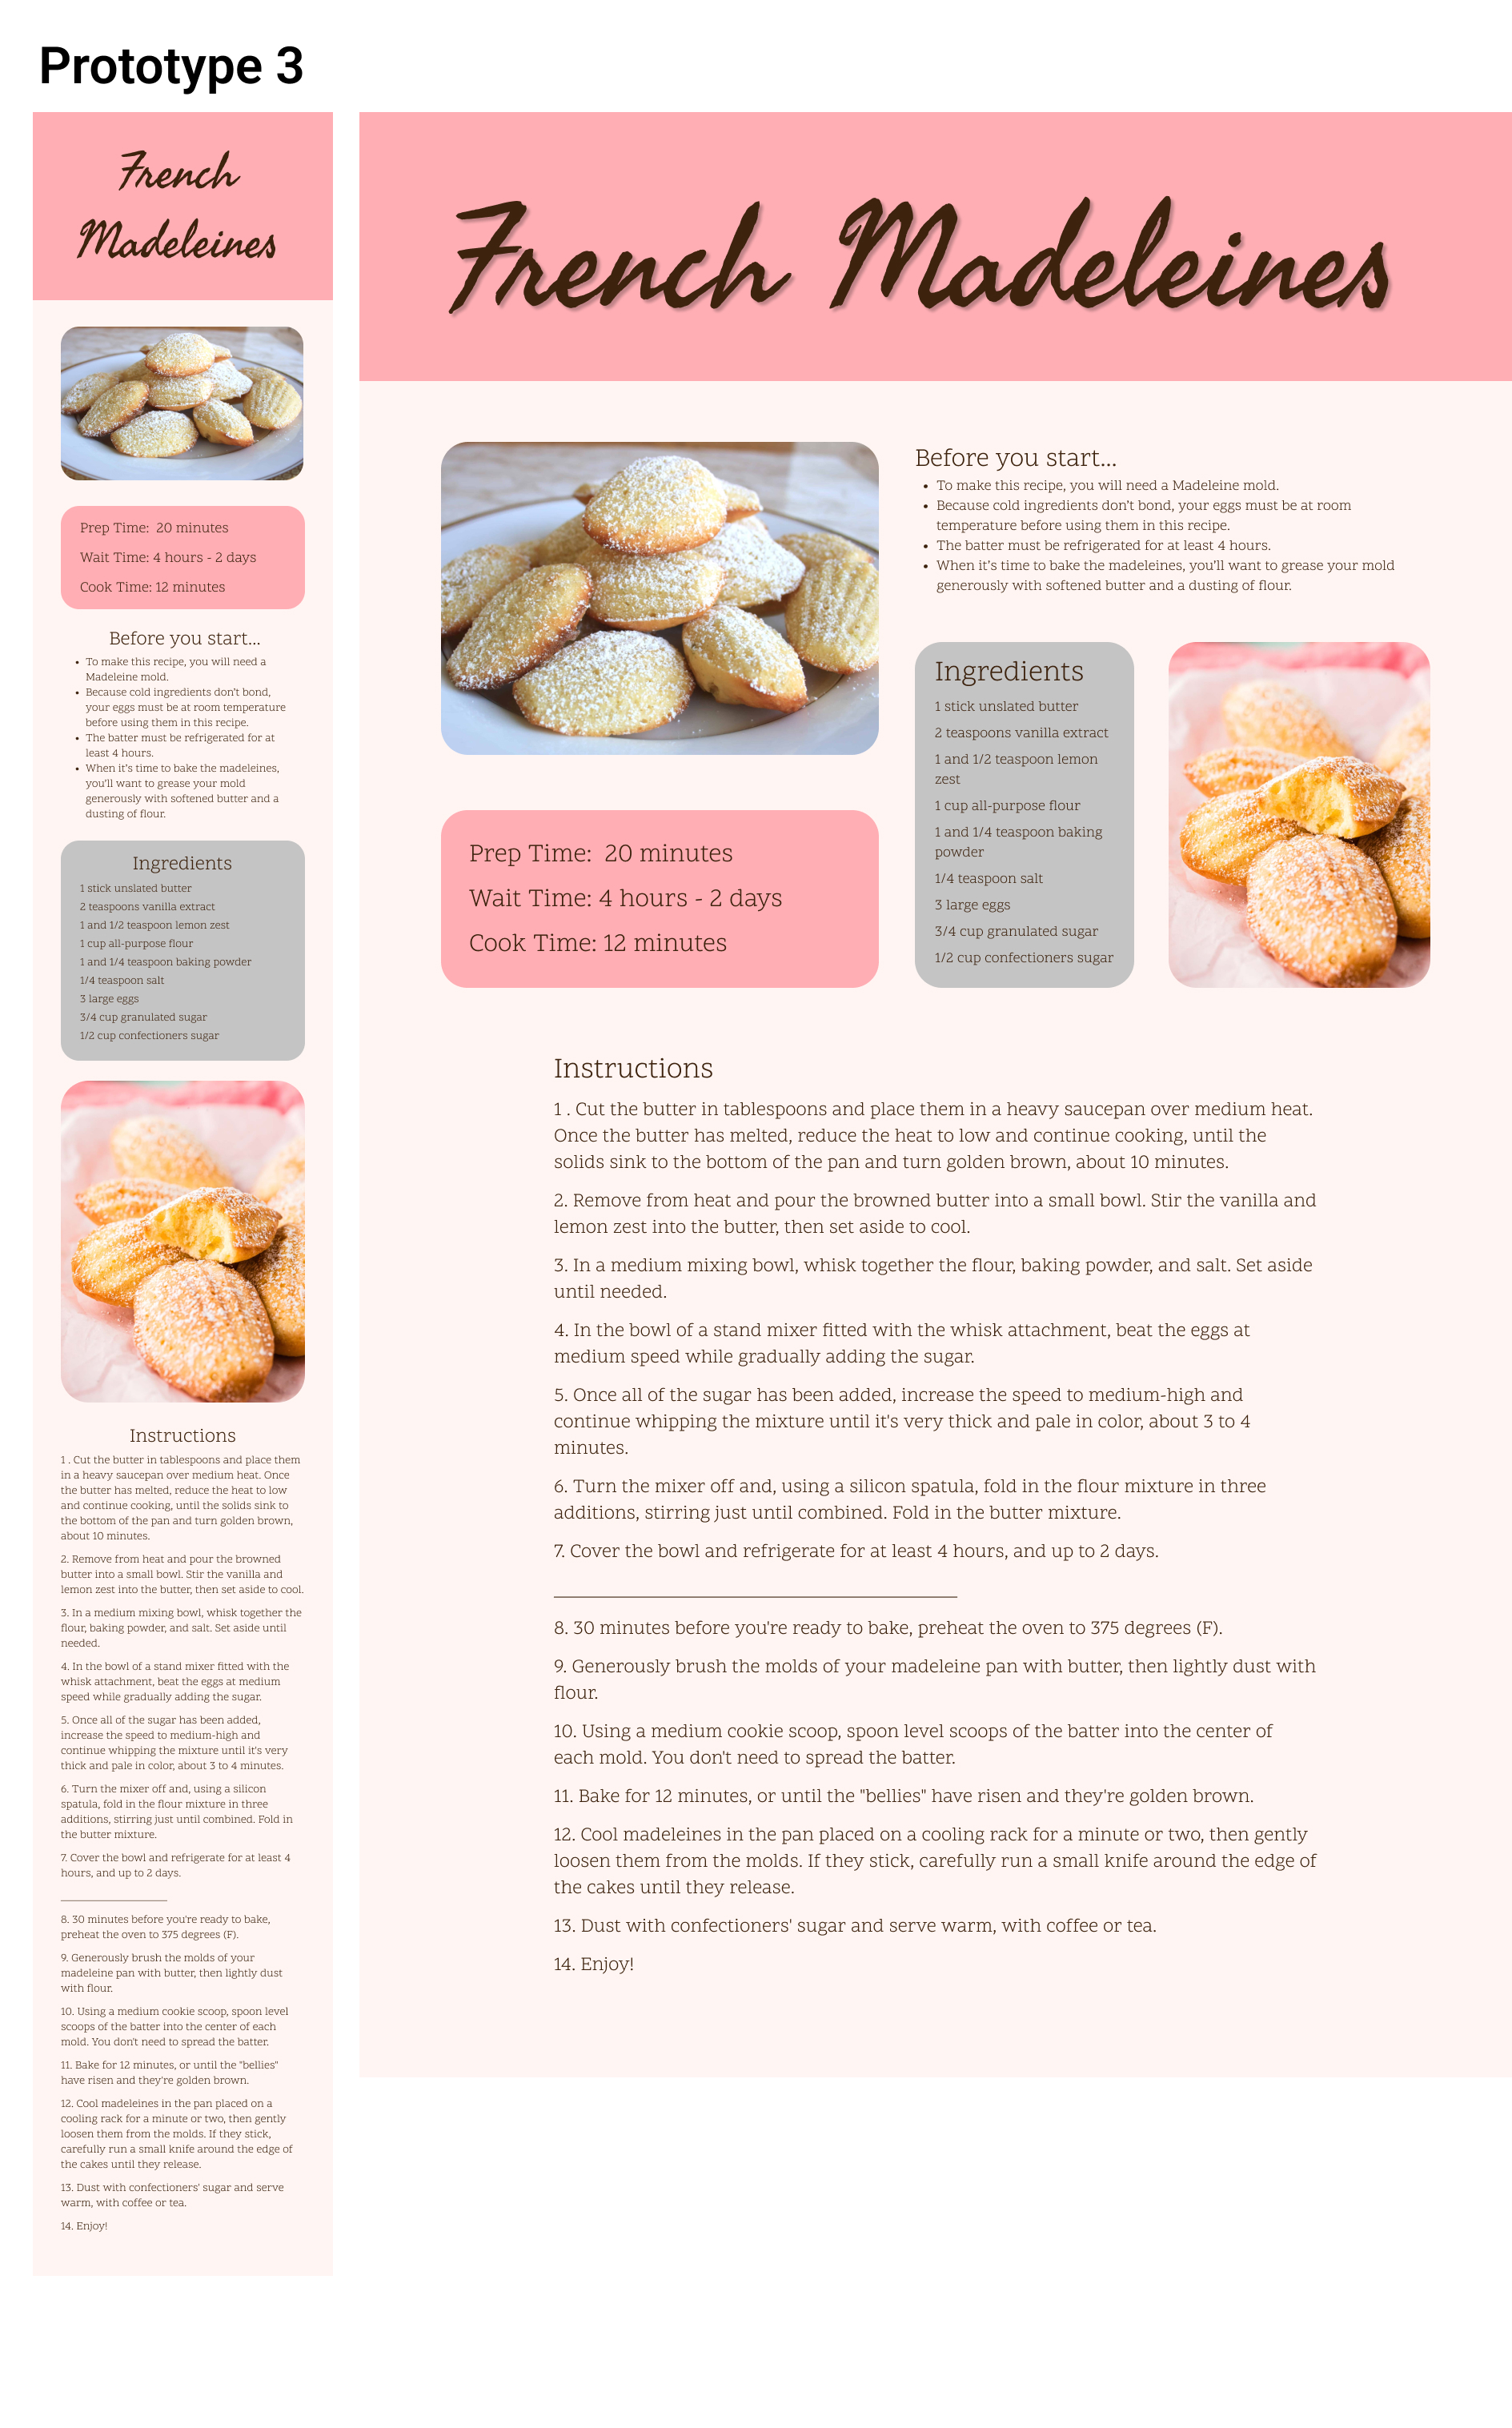 Prototype 3
French
Madeleines
Prep Time:  20 minutes
Wait Time: 4 hours - 2 days
Cook Time: 12 minutes
Before you start...
• To make this recipe, you will need a
Madeleine mold.
• Because cold ingredients don't bond,
your eggs must be at room temperature
before using them in this recipe.
• The batter must be refrigerated for at
least 4 hours.
• When it's time to bake the madeleines,
you'll want to grease your mold
generously with softened butter and a
dusting of flour.
Ingredients
1 stick unslated butter
2 teaspoons vanilla extract
1 and 1/2 teaspoon lemon zest
1 cup all-purpose flour
1 and 1/4 teaspoon baking powder
1/4 teaspoon salt
3 large eggs
3/4 cup granulated sugar
1/2 cup confectioners sugar
Instructions
1 . Cut the butter in tablespoons and place them
in a heavy saucepan over medium heat. Once
the butter has melted, reduce the heat to low
and continue cooking, until the solids sink to
the bottom of the pan and turn golden brown,
about 10 minutes.
2. Remove from heat and pour the browned
butter into a small bowl. Stir the vanilla and
lemon zest into the butter, then set aside to cool.
3. In a medium mixing bowl, whisk together the
flour, baking powder, and salt. Set aside until
needed.
4. In the bowl of a stand mixer fitted with the
whisk attachment, beat the eggs at medium
speed while gradually adding the sugar.
5. Once all of the sugar has been added,
increase the speed to medium-high and
continue whipping the mixture until it's very
thick and pale in color, about 3 to 4 minutes.
6. Turn the mixer off and, using a silicon
spatula, fold in the flour mixture in three
additions, stirring just until combined. Fold in
the butter mixture.
7. Cover the bowl and refrigerate for at least 4
hours, and up to 2 days.
8. 30 minutes before you're ready to bake,
preheat the oven to 375 degrees (F).
9. Generously brush the molds of your
madeleine pan with butter, then lightly dust
with flour.
10. Using a medium cookie scoop, spoon level
scoops of the batter into the center of each
mold. You don't need to spread the batter.
11. Bake for 12 minutes, or until the "bellies"
have risen and they're golden brown.
12. Cool madeleines in the pan placed on a
cooling rack for a minute or two, then gently
loosen them from the molds. If they stick,
carefully run a small knife around the edge of
the cakes until they release.
13. Dust with confectioners' sugar and serve
warm, with coffee or tea.
14. Enjoy!
French Madeleines
Before you start...
• To make this recipe, you will need a Madeleine mold.
• Because cold ingredients don't bond, your eggs must be at room
temperature before using them in this recipe.
• The batter must be refrigerated for at least 4 hours.
• When it's time to bake the madeleines, you'll want to grease your mold
generously with softened butter and a dusting of flour.
Prep Time:  20 minutes
Wait Time: 4 hours - 2 days
Cook Time: 12 minutes
Ingredients
1 stick unslated butter
2 teaspoons vanilla extract
1 and 1/2 teaspoon lemon
zest
1 cup all-purpose flour
1 and 1/4 teaspoon baking
powder
1/4 teaspoon salt
3 large eggs
3/4 cup granulated sugar
1/2 cup confectioners sugar
Instructions
1 . Cut the butter in tablespoons and place them in a heavy saucepan over medium heat.
Once the butter has melted, reduce the heat to low and continue cooking, until the
solids sink to the bottom of the pan and turn golden brown, about 10 minutes.
2. Remove from heat and pour the browned butter into a small bowl. Stir the vanilla and
lemon zest into the butter, then set aside to cool.
3. In a medium mixing bowl, whisk together the flour, baking powder, and salt. Set aside
until needed.
4. In the bowl of a stand mixer fitted with the whisk attachment, beat the eggs at
medium speed while gradually adding the sugar.
5. Once all of the sugar has been added, increase the speed to medium-high and
continue whipping the mixture until it's very thick and pale in color, about 3 to 4
minutes.
6. Turn the mixer off and, using a silicon spatula, fold in the flour mixture in three
additions, stirring just until combined. Fold in the butter mixture.
7. Cover the bowl and refrigerate for at least 4 hours, and up to 2 days.
8. 30 minutes before you're ready to bake, preheat the oven to 375 degrees (F).
9. Generously brush the molds of your madeleine pan with butter, then lightly dust with
flour.
10. Using a medium cookie scoop, spoon level scoops of the batter into the center of
each mold. You don't need to spread the batter.
11. Bake for 12 minutes, or until the "bellies" have risen and they're golden brown.
12. Cool madeleines in the pan placed on a cooling rack for a minute or two, then gently
loosen them from the molds. If they stick, carefully run a small knife around the edge of
the cakes until they release.
13. Dust with confectioners' sugar and serve warm, with coffee or tea.
14. Enjoy!